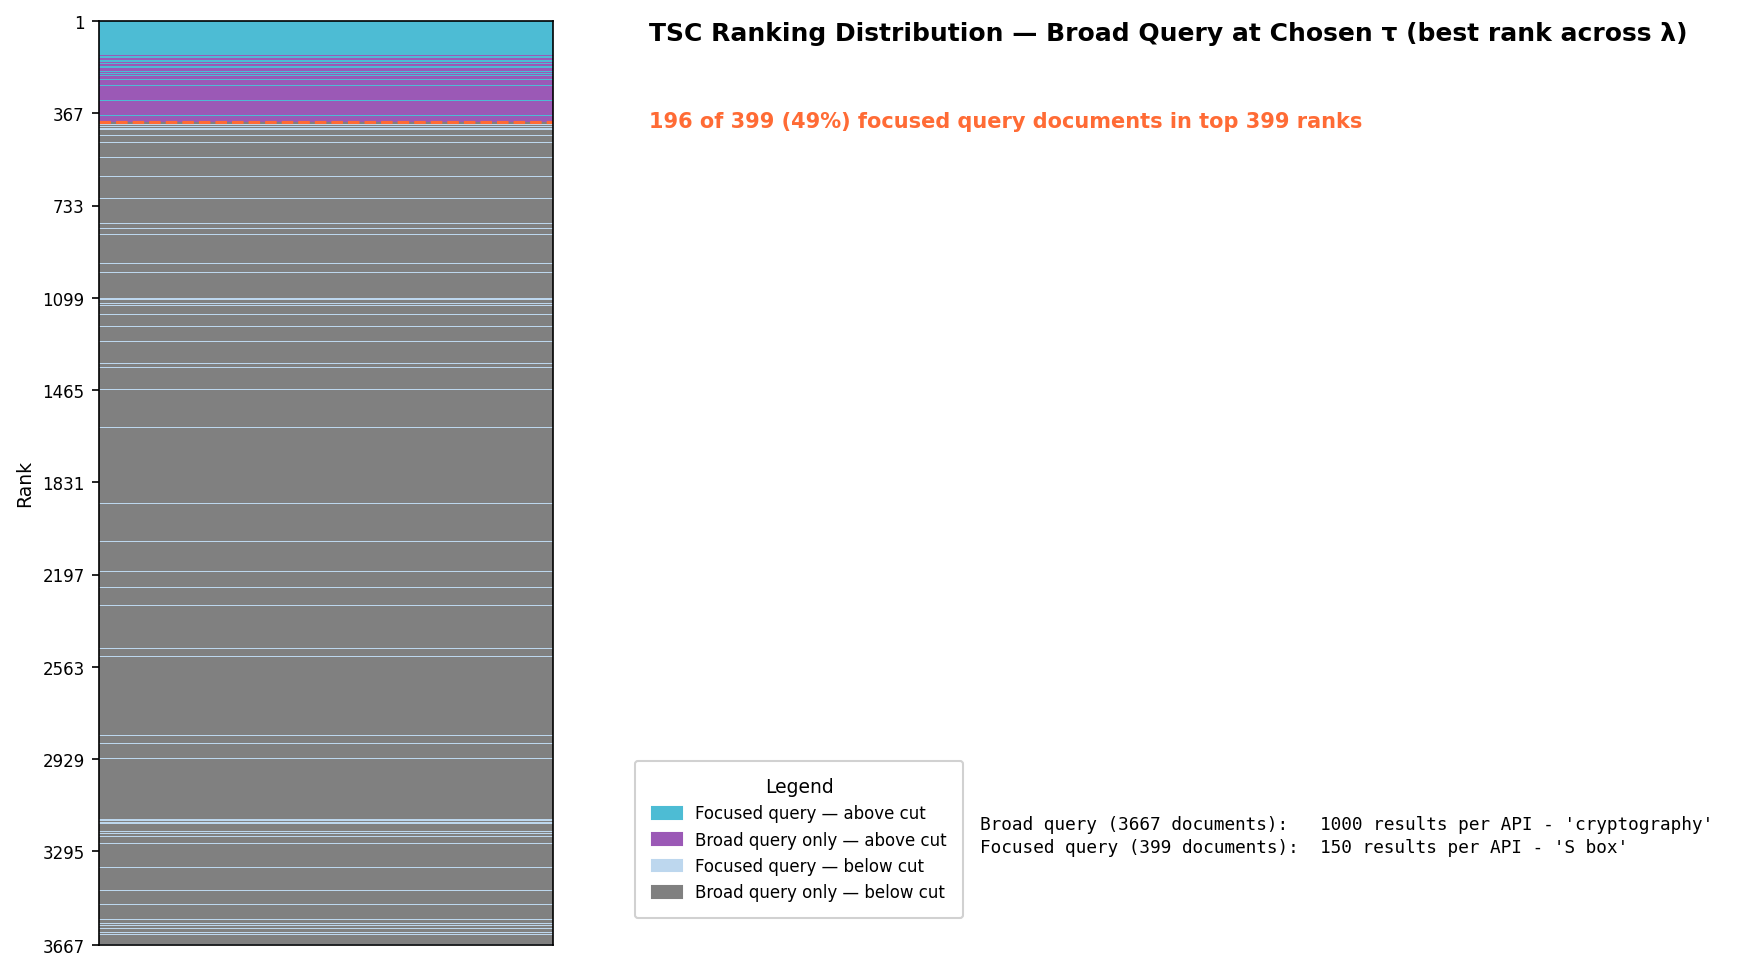 TSC Ranking Distribution — Broad Query at Chosen τ (best rank across λ)
196 of 399 (49%) focused query documents in top 399 ranks
Rank
1
367
733
1099
1465
1831
2197
2563
2929
3295
3667
Legend
Focused query — above cut
Broad query only — above cut
Focused query — below cut
Broad query only — below cut
Broad query (3667 documents): 1000 results per API - 'cryptography'
Focused query (399 documents): 150 results per API - 'S box'